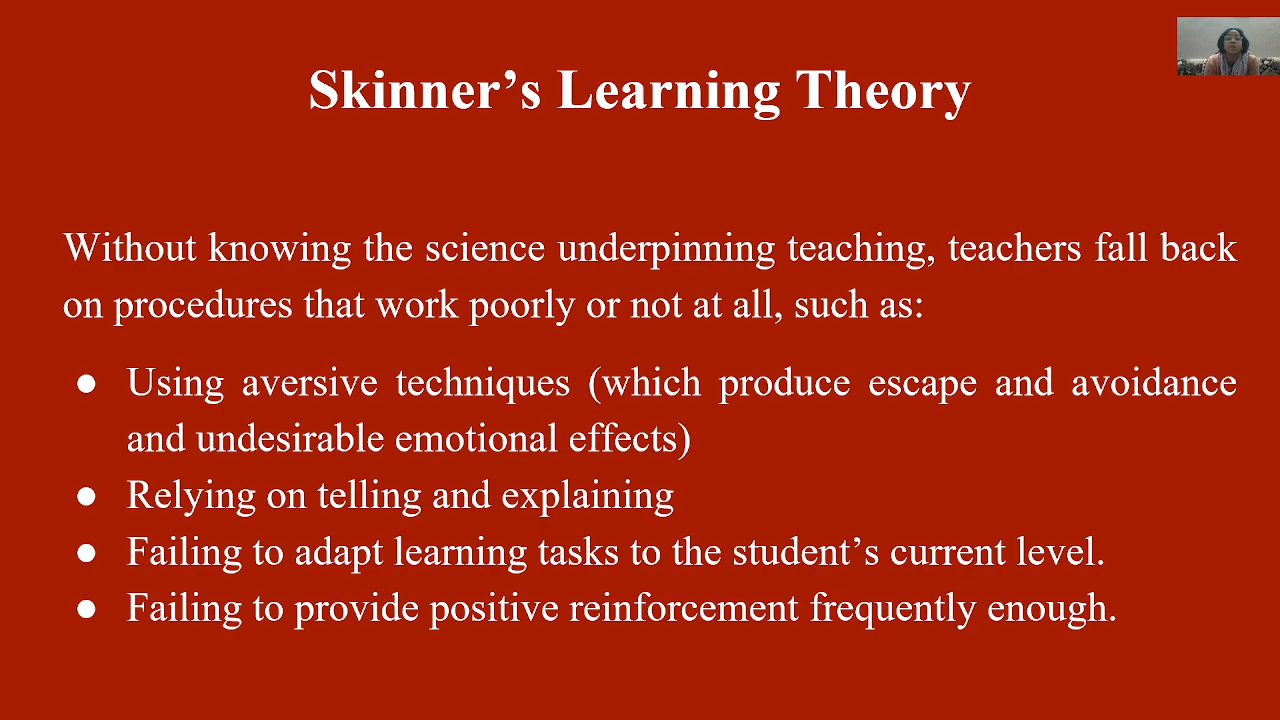 Skinner’s Learning Theory
Without knowing the science underpinning teaching, teachers fall back
on procedures that work poorly or not at all, such as:
● Using aversive techniques (which produce escape and avoidance
and undesirable emotional effects)
● Relying on telling and explaining
● Failing to adapt learning tasks to the student’s current level.
● Failing to provide positive reinforcement frequently enough.